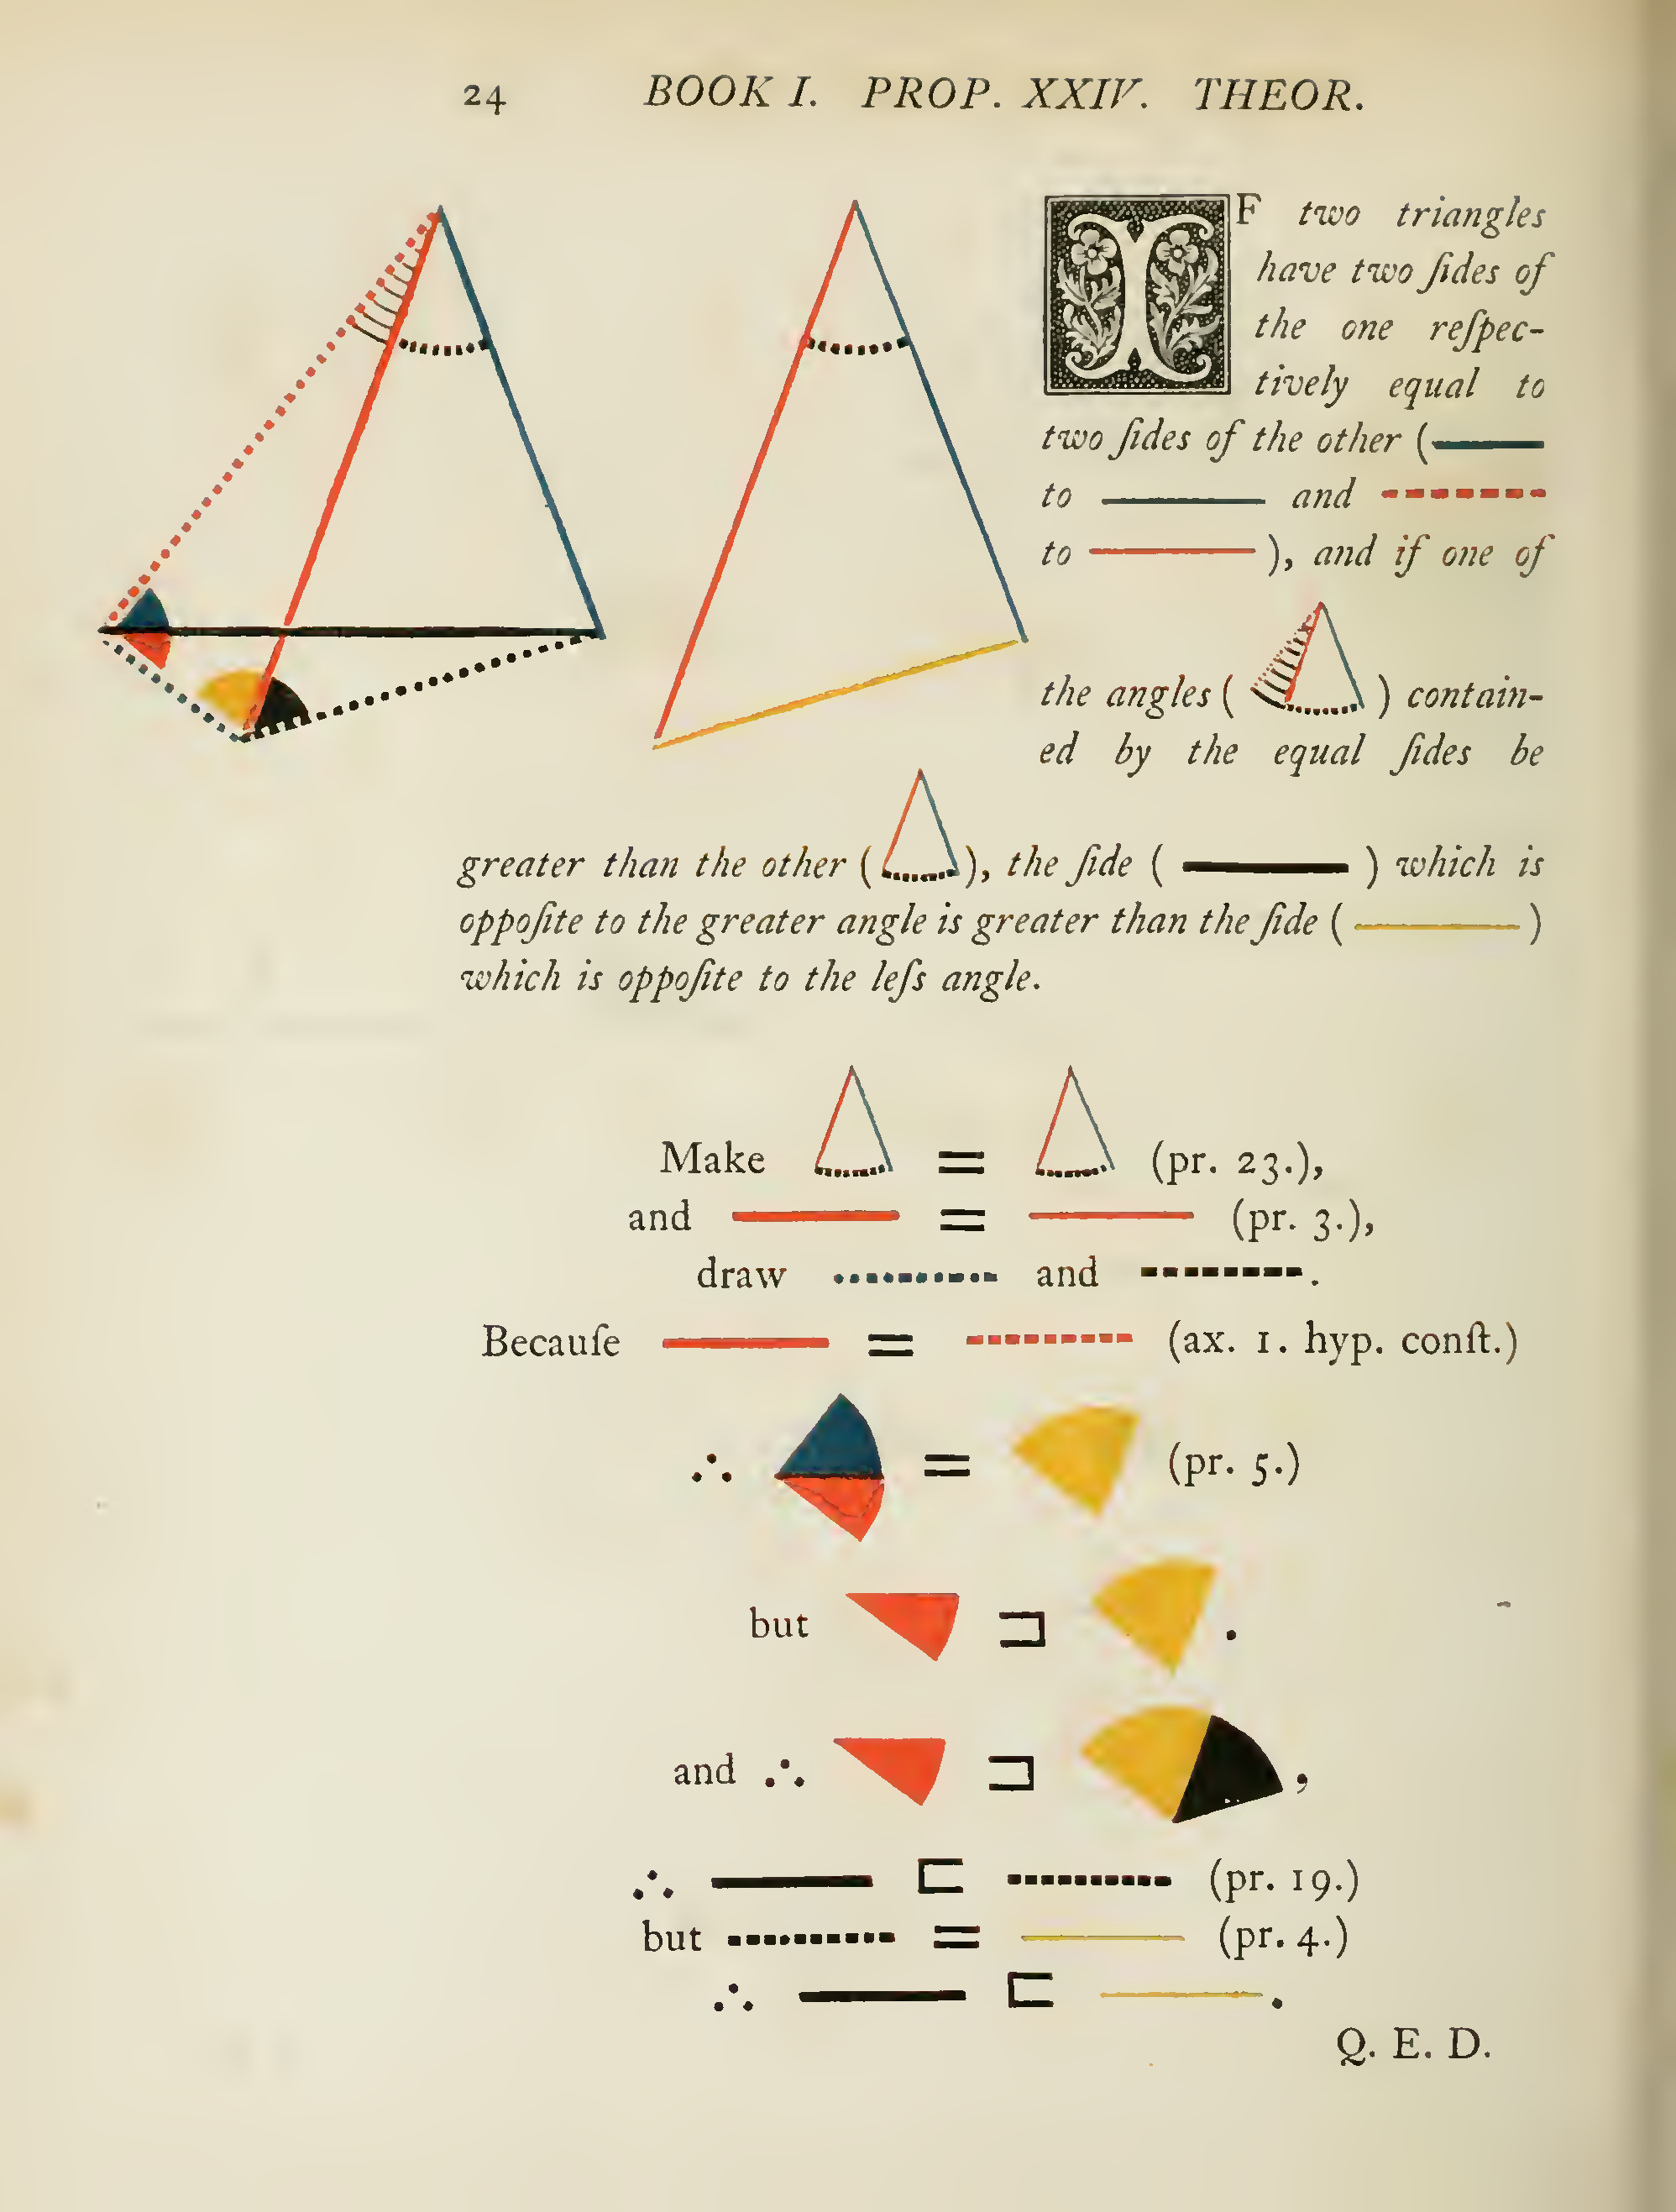 24 BOOK I. PROP. XXIV. THEOR.
IF two triangles
have two ſides of
the one reſpec-
tively equal to
two ſides of the other (
to and
to ), and if one of
the angles ( ) contain-
ed by the equal ſides be
greater than the other ( ), the ſide ( ) which is
oppoſite to the greater angle is greater than the ſide ( )
which is oppoſite to the leſs angle.
Make = (pr. 23.),
and = (pr. 3.),
draw and .
Becauſe = (ax. 1. hyp. conſt.)
∴ = (pr. 5.)
but ⊐ .
and ∴ ⊐ ,
∴ ⊏ (pr. 19.)
but = (pr. 4.)
∴ ⊏ .
Q. E. D.